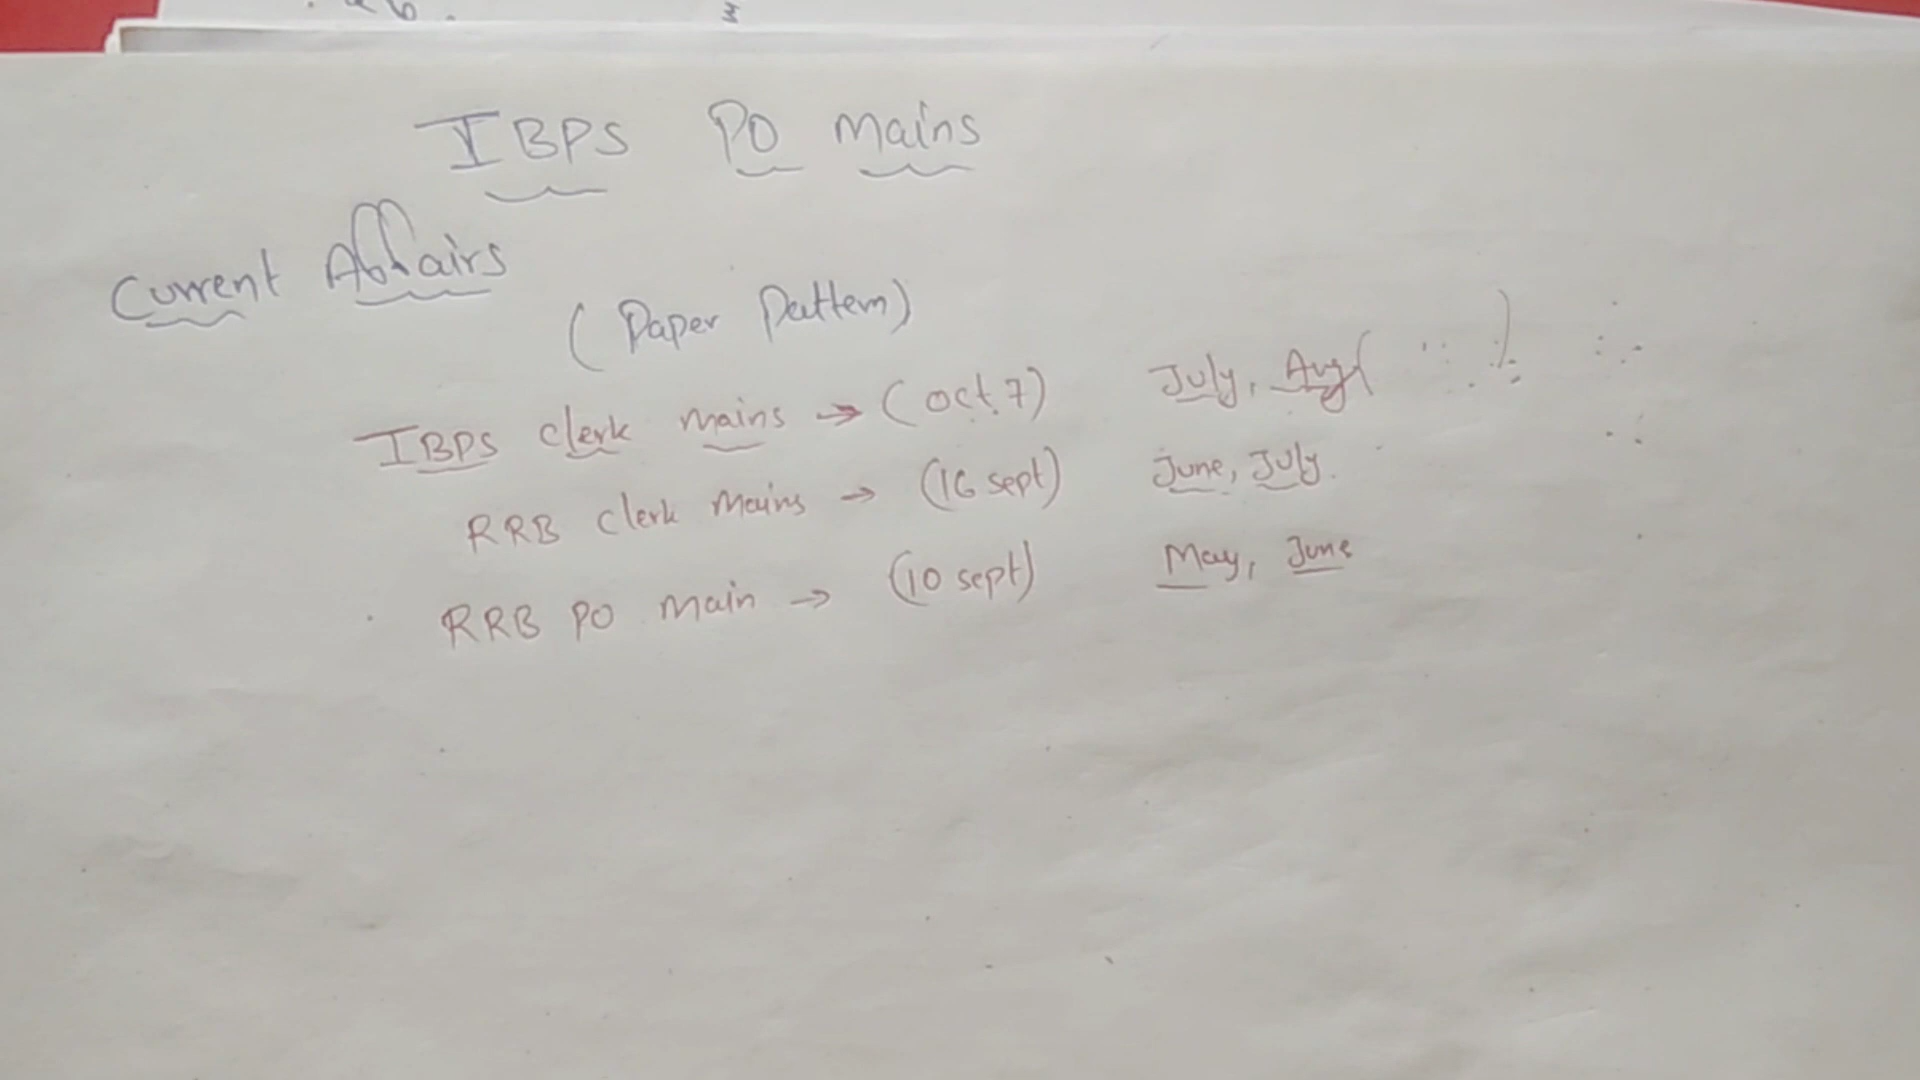 IBPS PO Mains
Current Affairs
(Paper Pattern)
IBPS clerk mains → (oct.7) July, Aug(
RRB clerk Mains → (16 sept) June, July.
RRB PO main → (10 sept) May, June